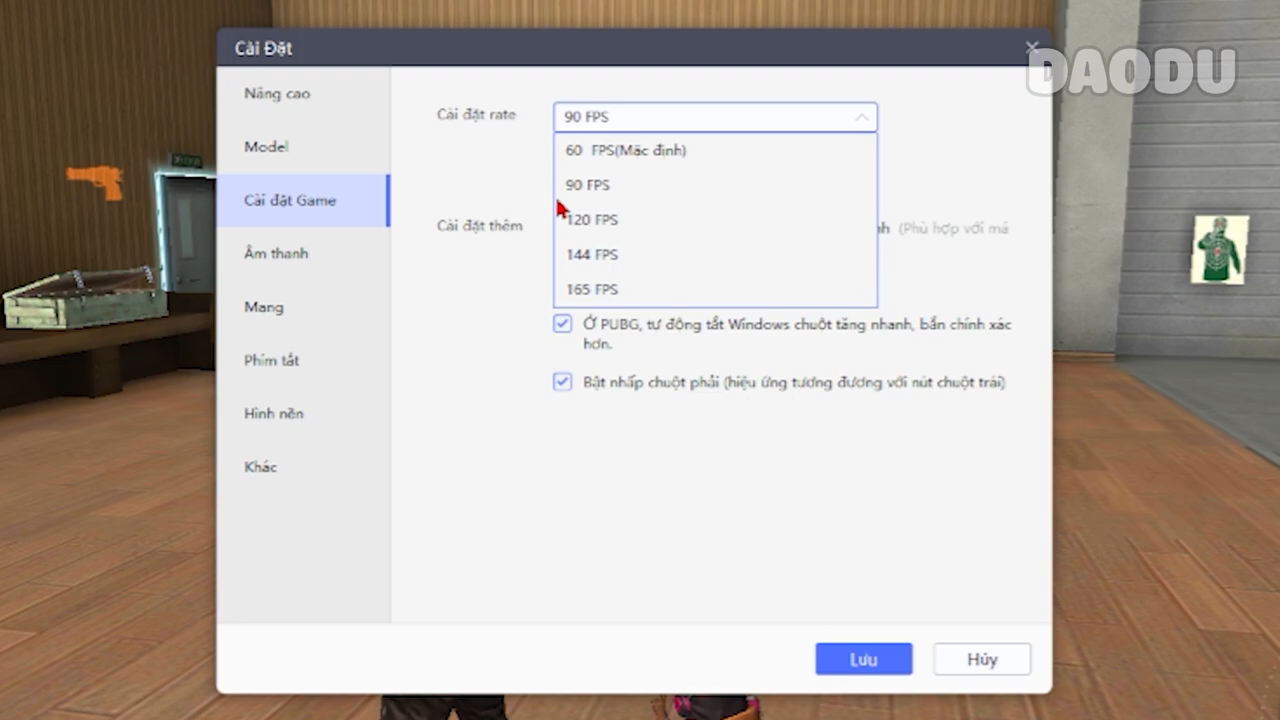 Cài Đặt
DAODU
Nâng cao
Model
Cài đặt Game
Âm thanh
Mạng
Phím tắt
Hình nền
Khác
Cài đặt rate
90 FPS
60 FPS(Mặc định)
90 FPS
120 FPS
144 FPS
165 FPS
Cài đặt thêm
nh (Phù hợp với má
Ở PUBG, tự động tắt Windows chuột tăng nhanh, bắn chính xác
hơn.
Bật nhấp chuột phải (hiệu ứng tương đương với nút chuột trái)
Lưu
Hủy